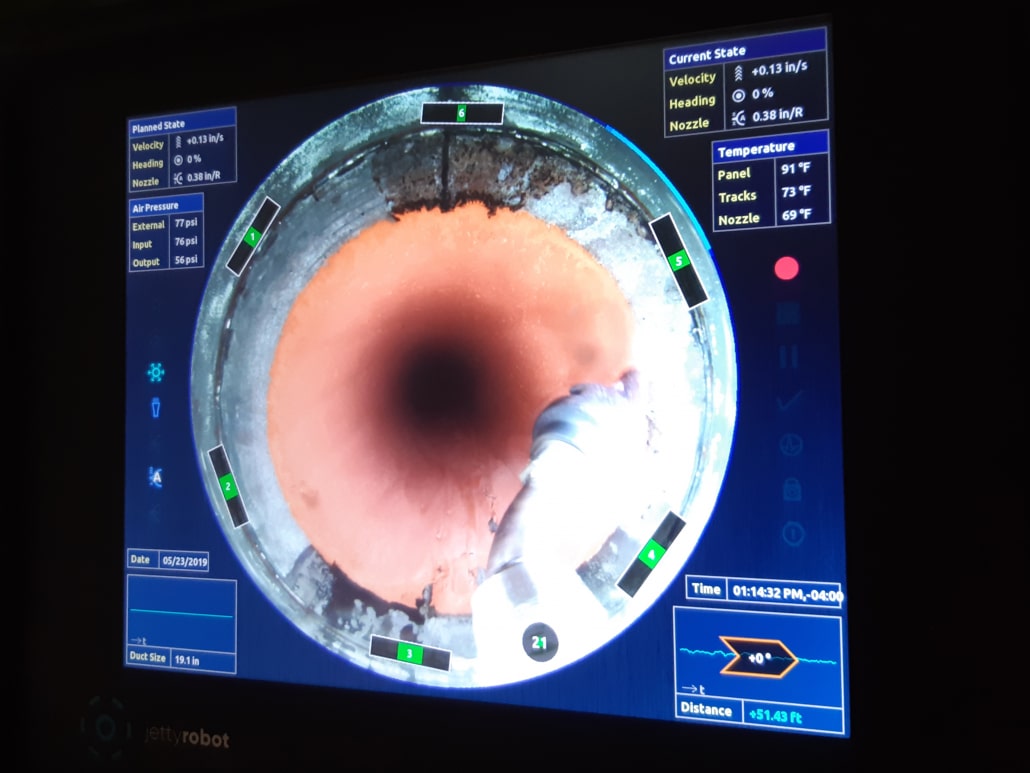 Planned State
Velocity +0.13 in/s
Heading 0 %
Nozzle 0.38 in/R
Air Pressure
External 77 psi
Input 76 psi
Output 56 psi
A
Date 05/23/2019
→t
Duct Size 19.1 in
6
1
5
2
4
3
21
Current State
Velocity +0.13 in/s
Heading 0 %
Nozzle 0.38 in/R
Temperature
Panel 91 °F
Tracks 73 °F
Nozzle 69 °F
Time 01:14:32 PM,-04:00
+0 °
→t
Distance +51.43 ft
jettyrobot